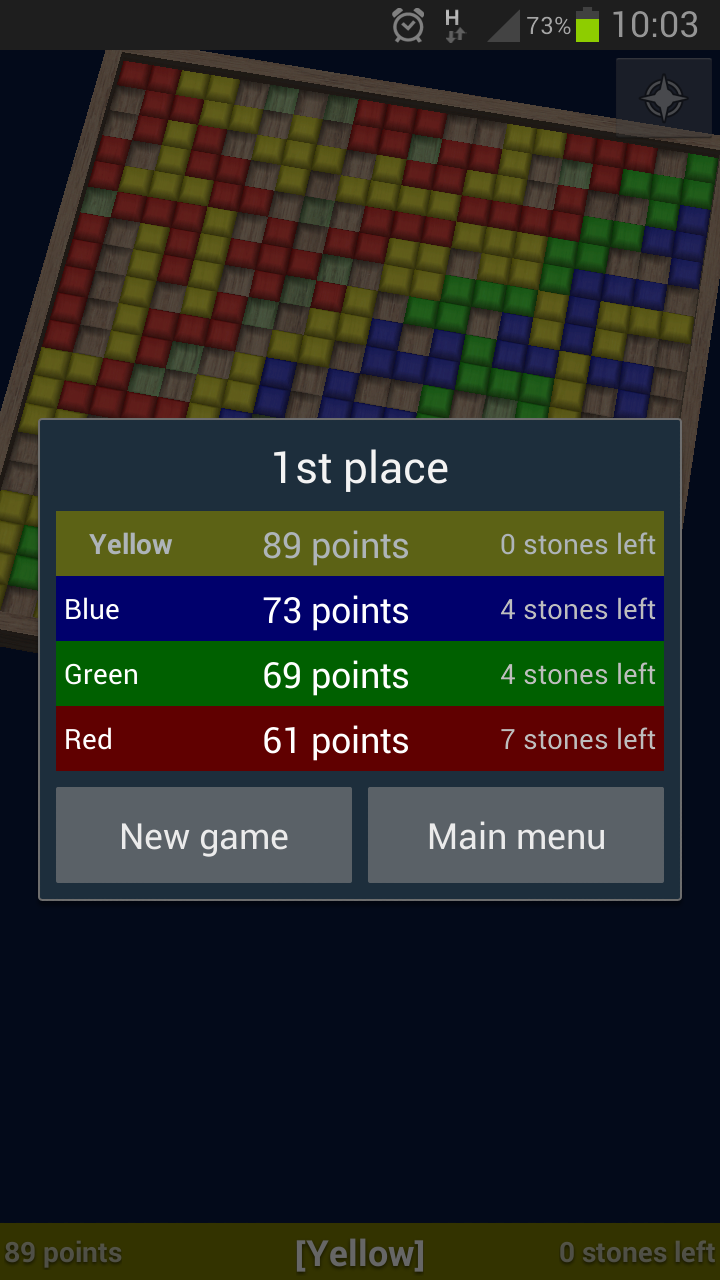 H 73% 10:03
1st place
Yellow 89 points 0 stones left
Blue 73 points 4 stones left
Green 69 points 4 stones left
Red 61 points 7 stones left
New game Main menu
89 points [Yellow] 0 stones left